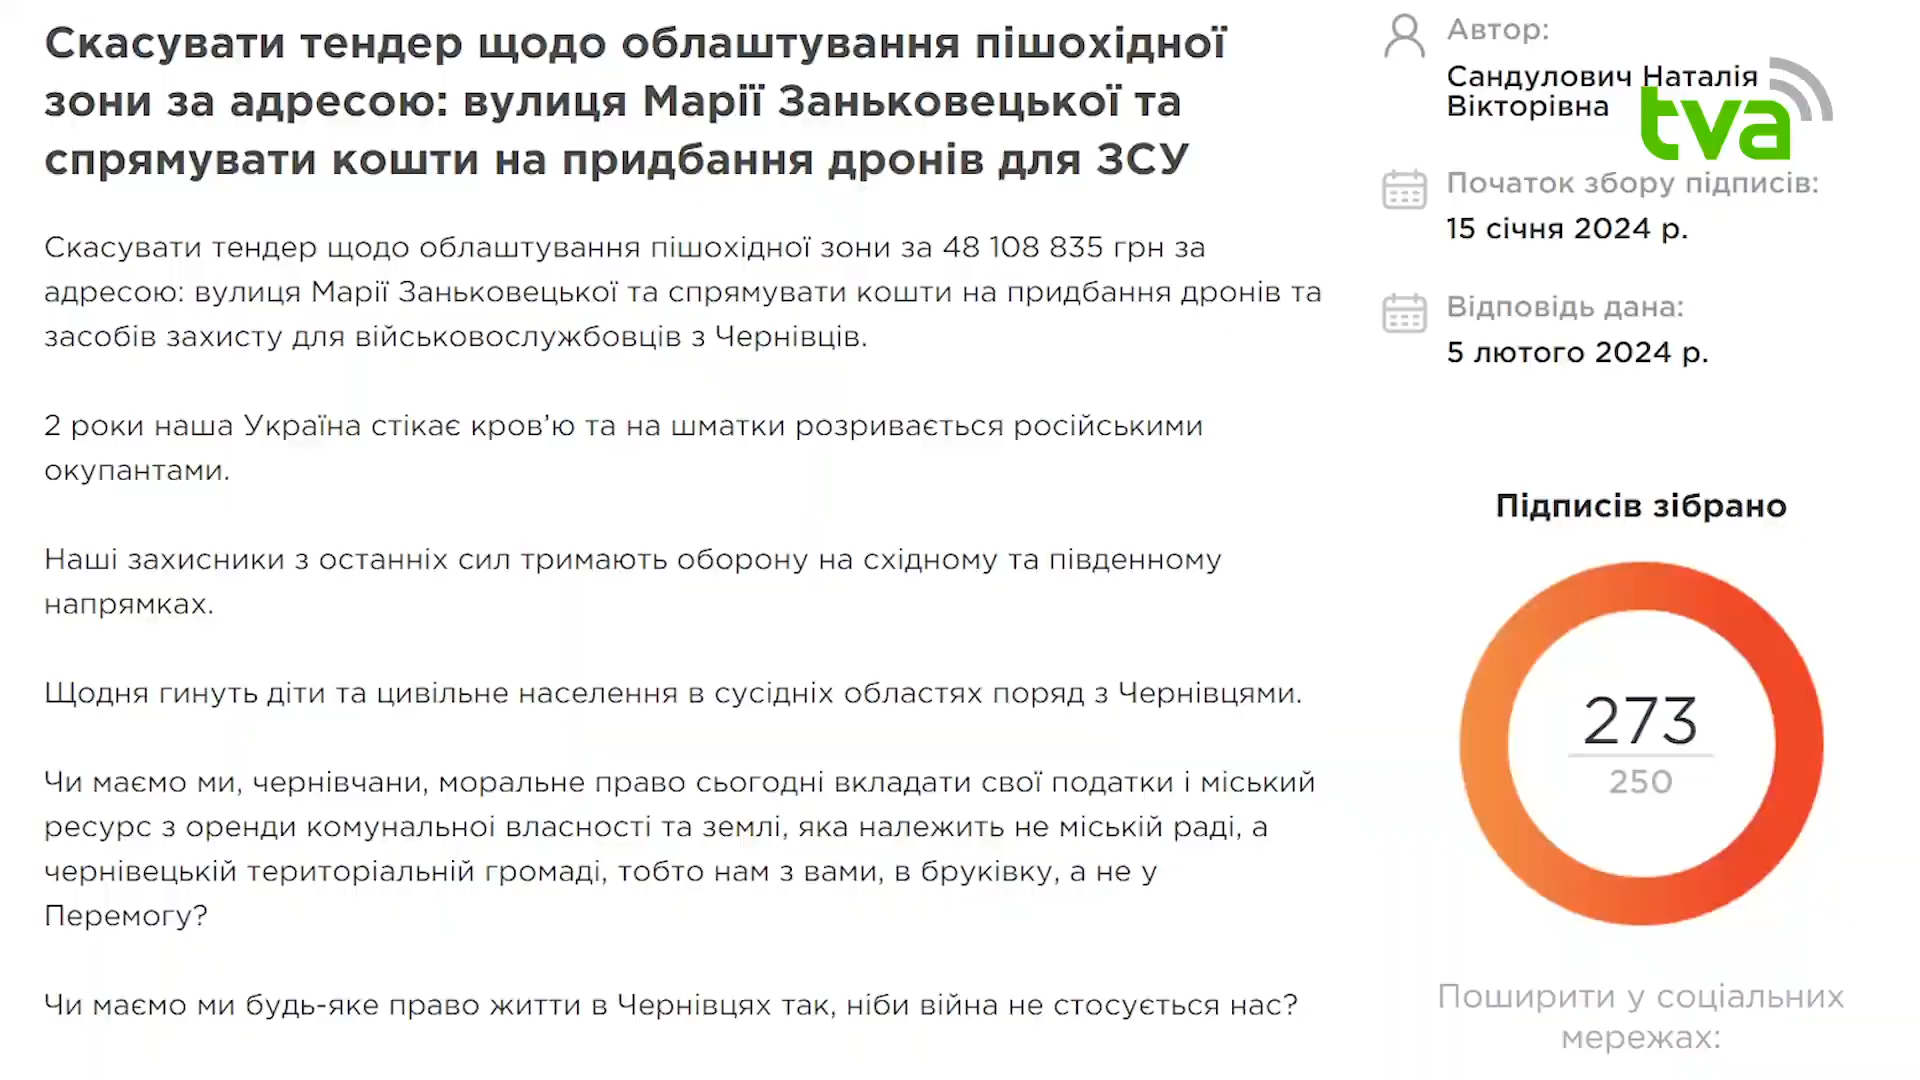 Скасувати тендер щодо облаштування пішохідної
зони за адресою: вулиця Марії Заньковецької та
спрямувати кошти на придбання дронів для ЗСУ
Скасувати тендер щодо облаштування пішохідної зони за 48 108 835 грн за
адресою: вулиця Марії Заньковецької та спрямувати кошти на придбання дронів та
засобів захисту для військовослужбовців з Чернівців.
2 роки наша Україна стікає кров’ю та на шматки розривається російськими
окупантами.
Наші захисники з останніх сил тримають оборону на східному та південному
напрямках.
Щодня гинуть діти та цивільне населення в сусідніх областях поряд з Чернівцями.
Чи маємо ми, чернівчани, моральне право сьогодні вкладати свої податки і міський
ресурс з оренди комунальної власності та землі, яка належить не міській раді, а
чернівецькій територіальній громаді, тобто нам з вами, в бруківку, а не у
Перемогу?
Чи маємо ми будь-яке право життя в Чернівцях так, ніби війна не стосується нас?
Автор:
Сандулович Наталія
Вікторівна
tva
Початок збору підписів:
15 січня 2024 р.
Відповідь дана:
5 лютого 2024 р.
Підписів зібрано
273
250
Поширити у соціальних
мережах: